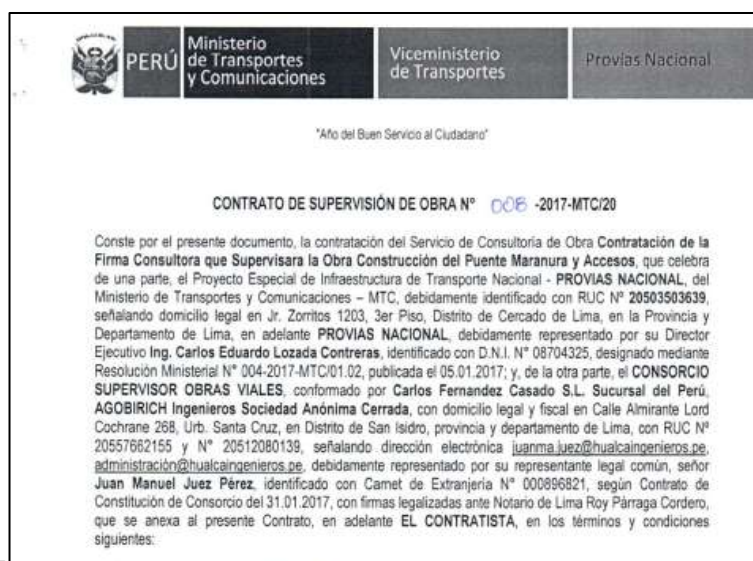 PERÚ
Ministerio
de Transportes
y Comunicaciones
Viceministerio
de Transportes
Provias Nacional
"Año del Buen Servicio al Ciudadano"
CONTRATO DE SUPERVISIÓN DE OBRA Nº 008 -2017-MTC/20
Conste por el presente documento, la contratación del Servicio de Consultoría de Obra Contratación de la
Firma Consultora que Supervisara la Obra Construcción del Puente Maranura y Accesos, que celebra
de una parte, el Proyecto Especial de Infraestructura de Transporte Nacional - PROVIAS NACIONAL, del
Ministerio de Transportes y Comunicaciones – MTC, debidamente identificado con RUC Nº 20503503639,
señalando domicilio legal en Jr. Zorritos 1203, 3er Piso, Distrito de Cercado de Lima, en la Provincia y
Departamento de Lima, en adelante PROVIAS NACIONAL, debidamente representado por su Director
Ejecutivo Ing. Carlos Eduardo Lozada Contreras, identificado con D.N.I. N° 08704325, designado mediante
Resolución Ministerial N° 004-2017-MTC/01.02, publicada el 05.01.2017; y, de la otra parte, el CONSORCIO
SUPERVISOR OBRAS VIALES, conformado por Carlos Fernandez Casado S.L. Sucursal del Perú,
AGOBIRICH Ingenieros Sociedad Anónima Cerrada, con domicilio legal y fiscal en Calle Almirante Lord
Cochrane 268, Urb. Santa Cruz, en Distrito de San Isidro, provincia y departamento de Lima, con RUC Nº
20557662155 y N° 20512080139, señalando dirección electrónica juanma.juez@hualcaingenieros.pe,
administración@hualcaingenieros.pe, debidamente representado por su representante legal común, señor
Juan Manuel Juez Pérez, identificado con Carnet de Extranjería N° 000896821, según Contrato de
Constitución de Consorcio del 31.01.2017, con firmas legalizadas ante Notario de Lima Roy Párraga Cordero,
que se anexa al presente Contrato, en adelante EL CONTRATISTA, en los términos y condiciones
siguientes: